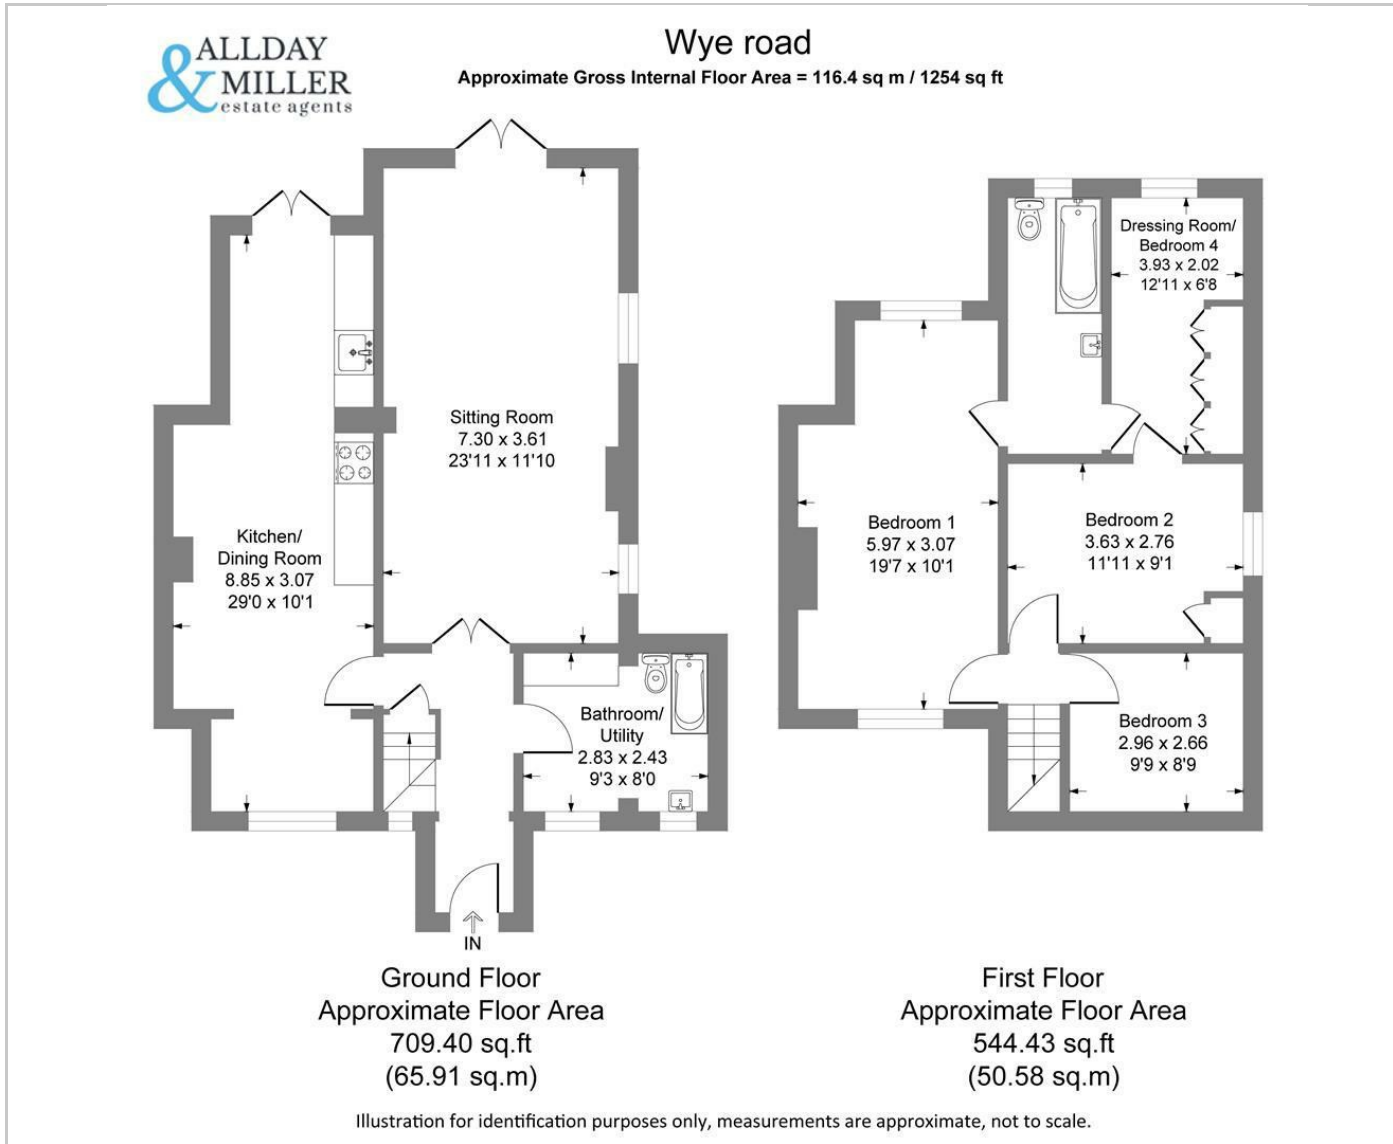 ALLDAY
& MILLER
estate agents
Wye road
Approximate Gross Internal Floor Area = 116.4 sq m / 1254 sq ft
Sitting Room
7.30 x 3.61
23'11 x 11'10
Kitchen/
Dining Room
8.85 x 3.07
29'0 x 10'1
Bathroom/
Utility
2.83 x 2.43
9'3 x 8'0
IN
Dressing Room/
Bedroom 4
3.93 x 2.02
12'11 x 6'8
Bedroom 1
5.97 x 3.07
19'7 x 10'1
Bedroom 2
3.63 x 2.76
11'11 x 9'1
Bedroom 3
2.96 x 2.66
9'9 x 8'9
Ground Floor
Approximate Floor Area
709.40 sq.ft
(65.91 sq.m)
First Floor
Approximate Floor Area
544.43 sq.ft
(50.58 sq.m)
Illustration for identification purposes only, measurements are approximate, not to scale.